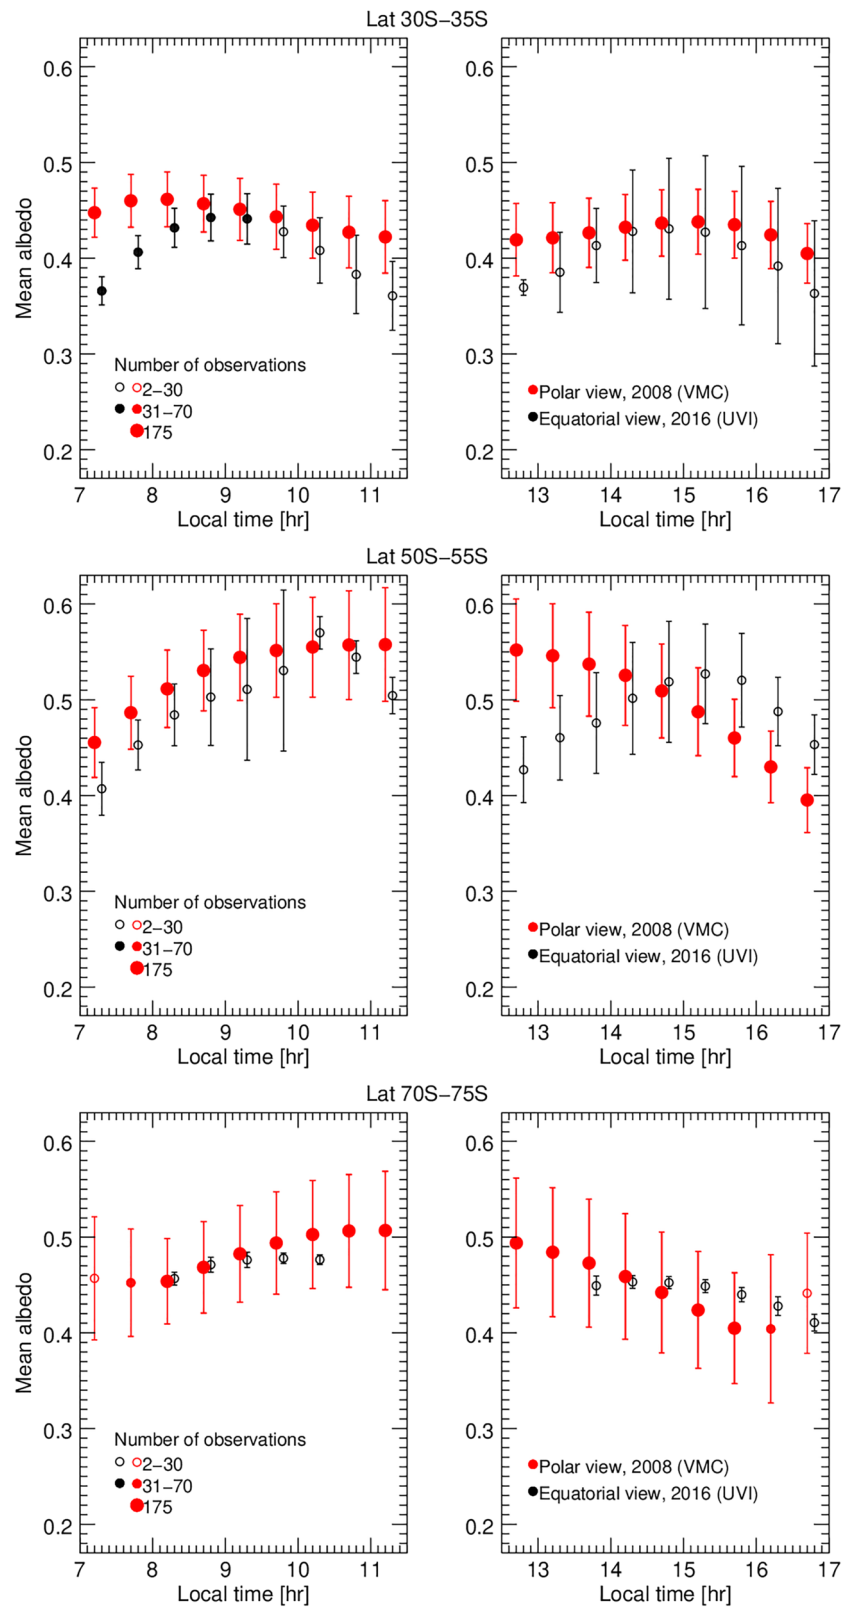 Lat 30S−35S
0.6
0.5
0.4
0.3
0.2
Mean albedo
Number of observations
2−30
31−70
175
7 8 9 10 11
Local time [hr]
0.6
0.5
0.4
0.3
0.2
Polar view, 2008 (VMC)
Equatorial view, 2016 (UVI)
13 14 15 16 17
Local time [hr]
Lat 50S−55S
0.6
0.5
0.4
0.3
0.2
Mean albedo
Number of observations
2−30
31−70
175
7 8 9 10 11
Local time [hr]
0.6
0.5
0.4
0.3
0.2
Polar view, 2008 (VMC)
Equatorial view, 2016 (UVI)
13 14 15 16 17
Local time [hr]
Lat 70S−75S
0.6
0.5
0.4
0.3
0.2
Mean albedo
Number of observations
2−30
31−70
175
7 8 9 10 11
Local time [hr]
0.6
0.5
0.4
0.3
0.2
Polar view, 2008 (VMC)
Equatorial view, 2016 (UVI)
13 14 15 16 17
Local time [hr]